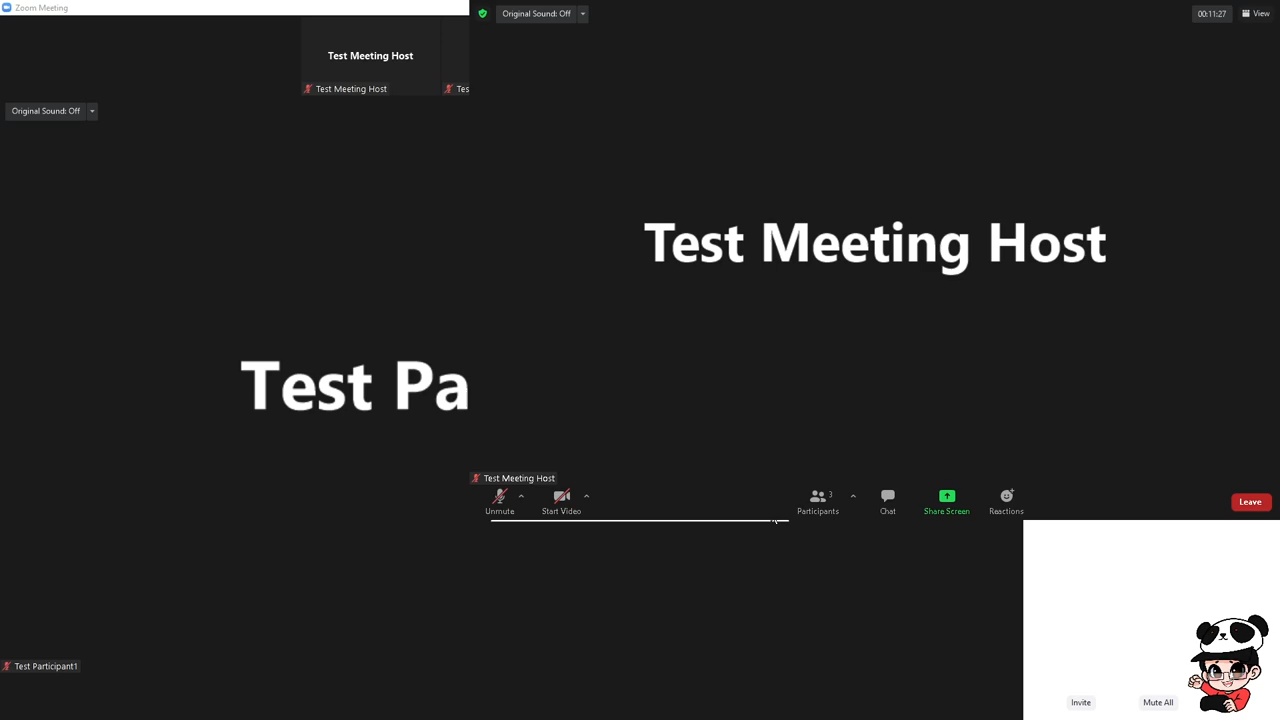 Zoom Meeting
Test Meeting Host
Test Meeting Host
Tes
Original Sound: Off
Test Pa
Test Participant1
Original Sound: Off
00:11:27
View
Test Meeting Host
Test Meeting Host
Unmute
Start Video
3
Participants
Chat
Share Screen
Reactions
Leave
Invite
Mute All